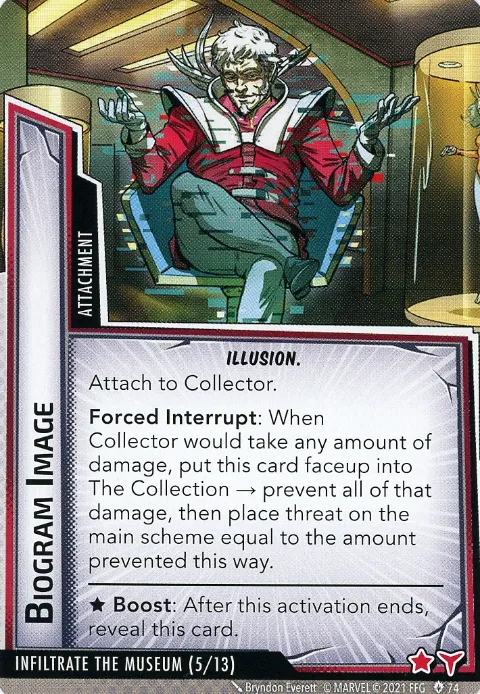 ATTACHMENT
BIOGRAM IMAGE
ILLUSION.
Attach to Collector.
Forced Interrupt: When
Collector would take any amount of
damage, put this card faceup into
The Collection → prevent all of that
damage, then place threat on the
main scheme equal to the amount
prevented this way.
★ Boost: After this activation ends,
reveal this card.
INFILTRATE THE MUSEUM (5/13)
Bryndon Everett © MARVEL © 2021 FFG 74